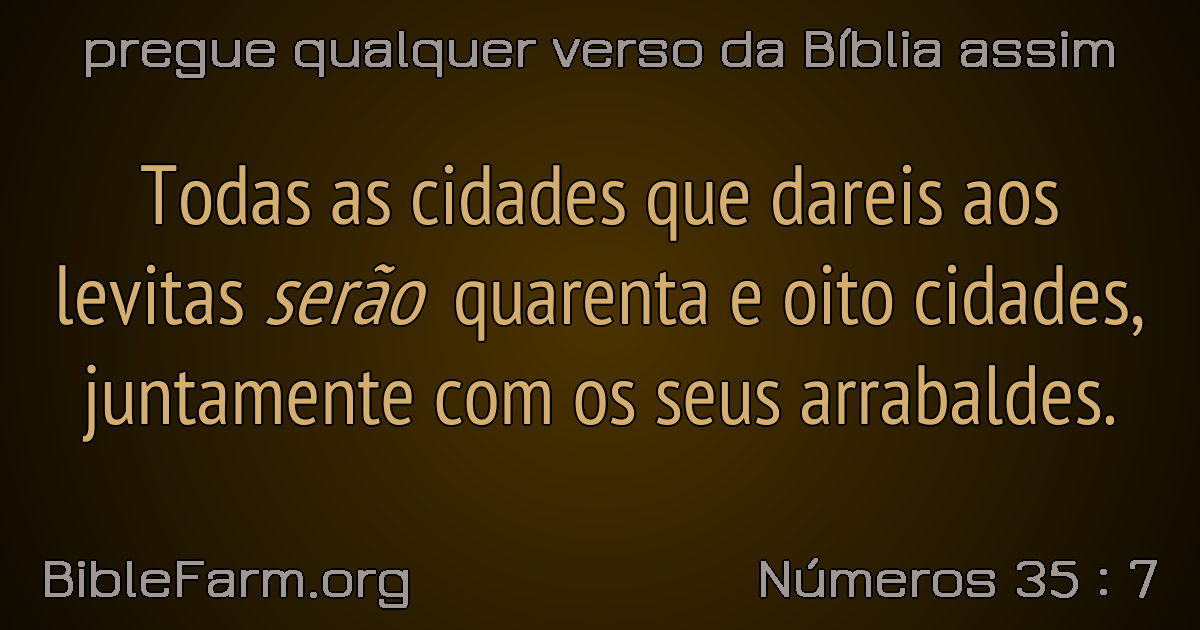 pregue qualquer verso da Bíblia assim
Todas as cidades que dareis aos
levitas serão quarenta e oito cidades,
juntamente com os seus arrabaldes.
BibleFarm.org
Números 35 : 7